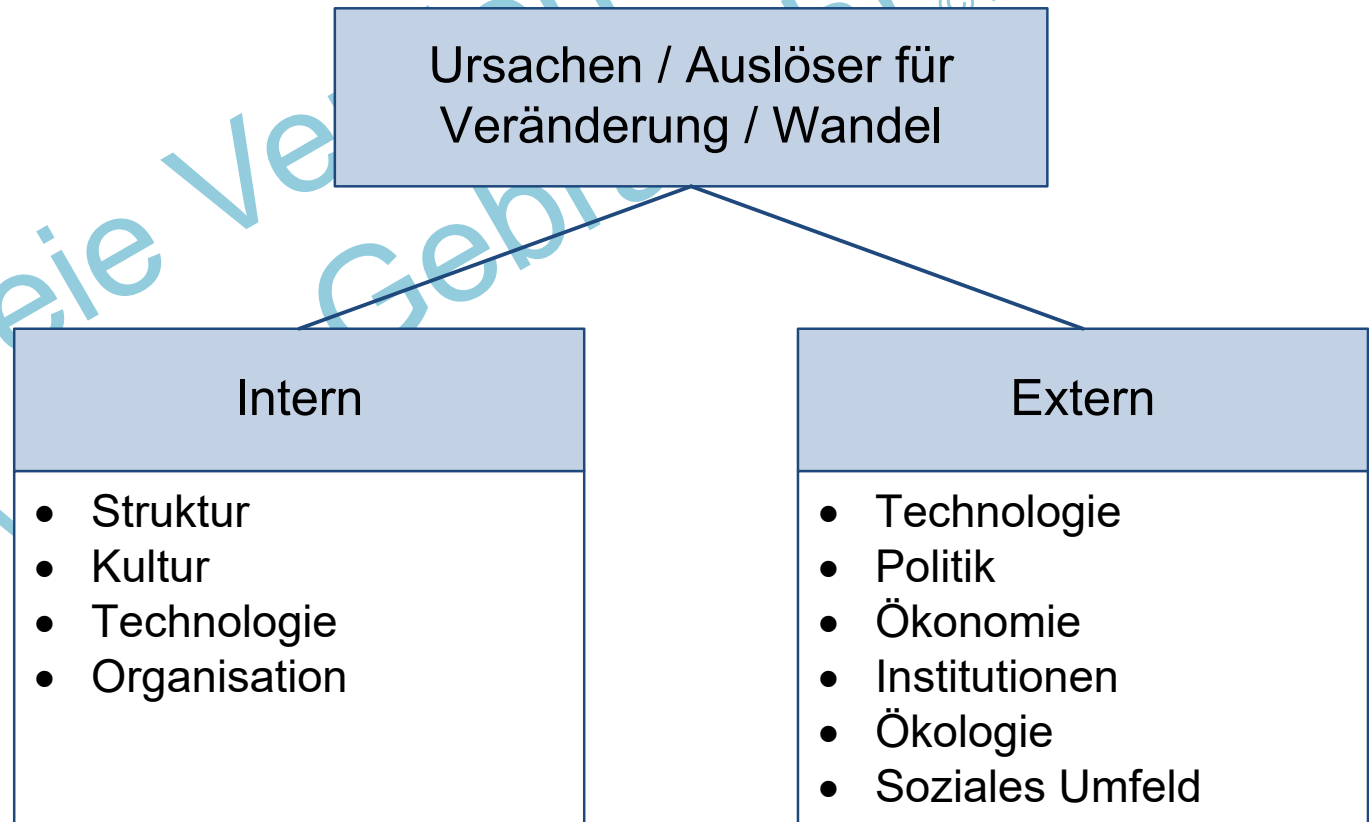 Ursachen / Auslöser für
Veränderung / Wandel
Intern
• Struktur
• Kultur
• Technologie
• Organisation
Extern
• Technologie
• Politik
• Ökonomie
• Institutionen
• Ökologie
• Soziales Umfeld